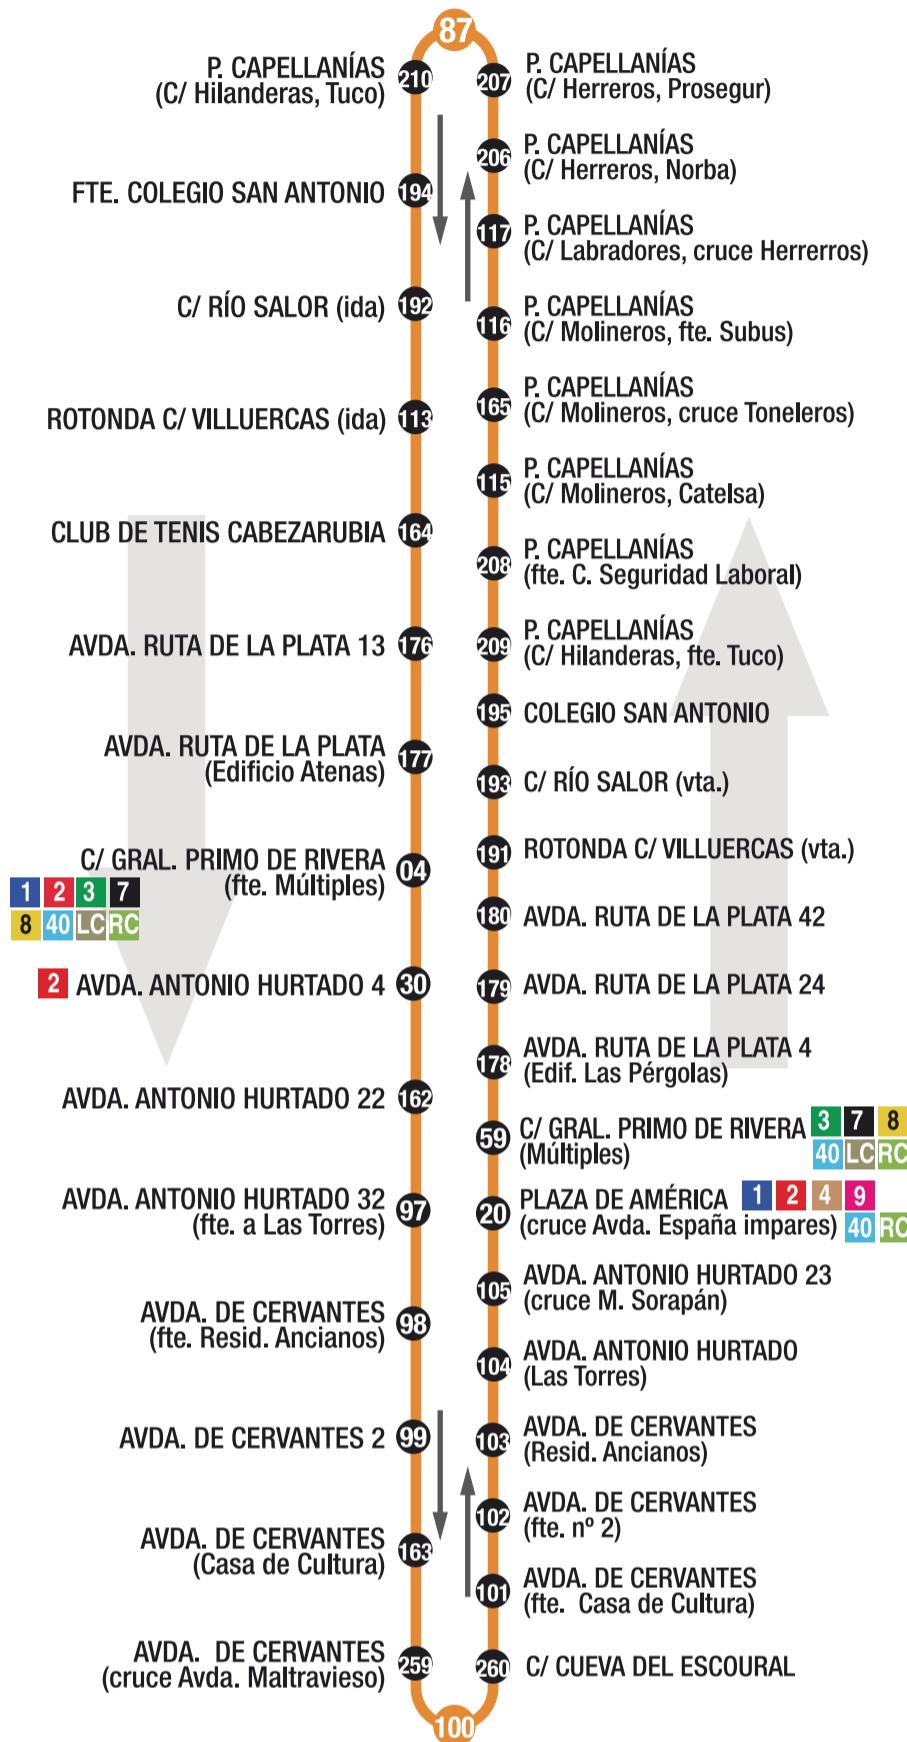 87
P. CAPELLANÍAS
(C/ Hilanderas, Tuco)
210
FTE. COLEGIO SAN ANTONIO
194
C/ RÍO SALOR (ida)
192
ROTONDA C/ VILLUERCAS (ida)
113
CLUB DE TENIS CABEZARUBIA
164
AVDA. RUTA DE LA PLATA 13
176
AVDA. RUTA DE LA PLATA
(Edificio Atenas)
177
C/ GRAL. PRIMO DE RIVERA
(fte. Múltiples)
04
1 2 3 7
8 40 LC RC
2 AVDA. ANTONIO HURTADO 4
30
AVDA. ANTONIO HURTADO 22
162
AVDA. ANTONIO HURTADO 32
(fte. a Las Torres)
97
AVDA. DE CERVANTES
(fte. Resid. Ancianos)
98
AVDA. DE CERVANTES 2
99
AVDA. DE CERVANTES
(Casa de Cultura)
163
AVDA. DE CERVANTES
(cruce Avda. Maltravieso)
259
207
P. CAPELLANÍAS
(C/ Herreros, Prosegur)
206
P. CAPELLANÍAS
(C/ Herreros, Norba)
117
P. CAPELLANÍAS
(C/ Labradores, cruce Herrerros)
116
P. CAPELLANÍAS
(C/ Molineros, fte. Subus)
165
P. CAPELLANÍAS
(C/ Molineros, cruce Toneleros)
115
P. CAPELLANÍAS
(C/ Molineros, Catelsa)
208
P. CAPELLANÍAS
(fte. C. Seguridad Laboral)
209
P. CAPELLANÍAS
(C/ Hilanderas, fte. Tuco)
195
COLEGIO SAN ANTONIO
193
C/ RÍO SALOR (vta.)
191
ROTONDA C/ VILLUERCAS (vta.)
180
AVDA. RUTA DE LA PLATA 42
179
AVDA. RUTA DE LA PLATA 24
178
AVDA. RUTA DE LA PLATA 4
(Edif. Las Pérgolas)
59
C/ GRAL. PRIMO DE RIVERA
(Múltiples)
3 7 8
40 LC RC
20
PLAZA DE AMÉRICA 1 2 4 9
(cruce Avda. España impares) 40 RC
105
AVDA. ANTONIO HURTADO 23
(cruce M. Sorapán)
104
AVDA. ANTONIO HURTADO
(Las Torres)
103
AVDA. DE CERVANTES
(Resid. Ancianos)
102
AVDA. DE CERVANTES
(fte. nº 2)
101
AVDA. DE CERVANTES
(fte. Casa de Cultura)
260
C/ CUEVA DEL ESCOURAL
100